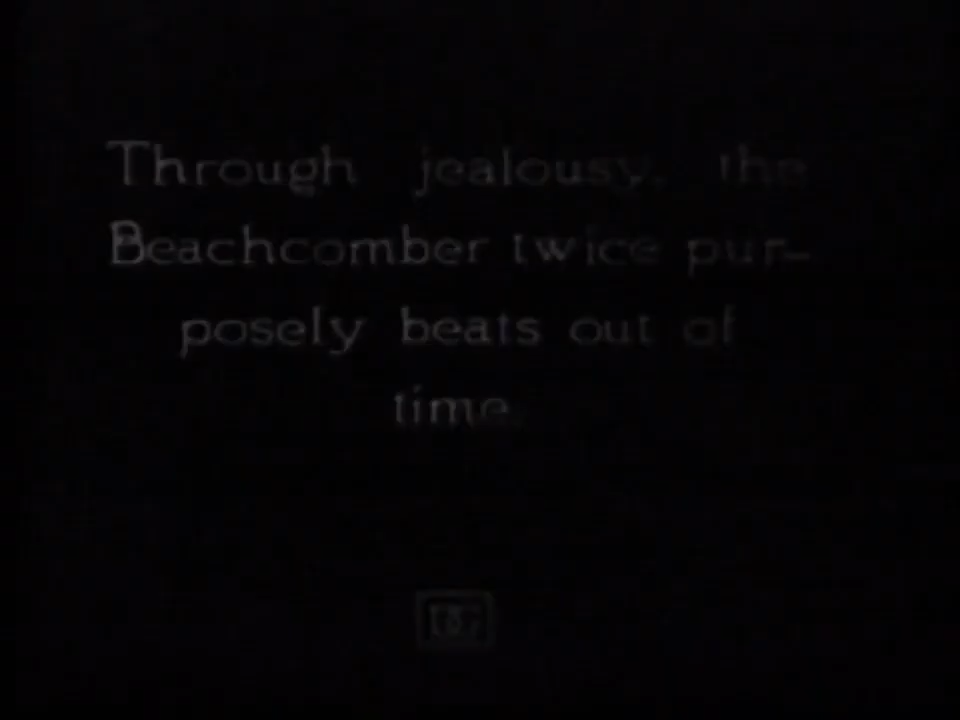 Through jealousy, the
Beachcomber twice pur-
posely beats out of
time.